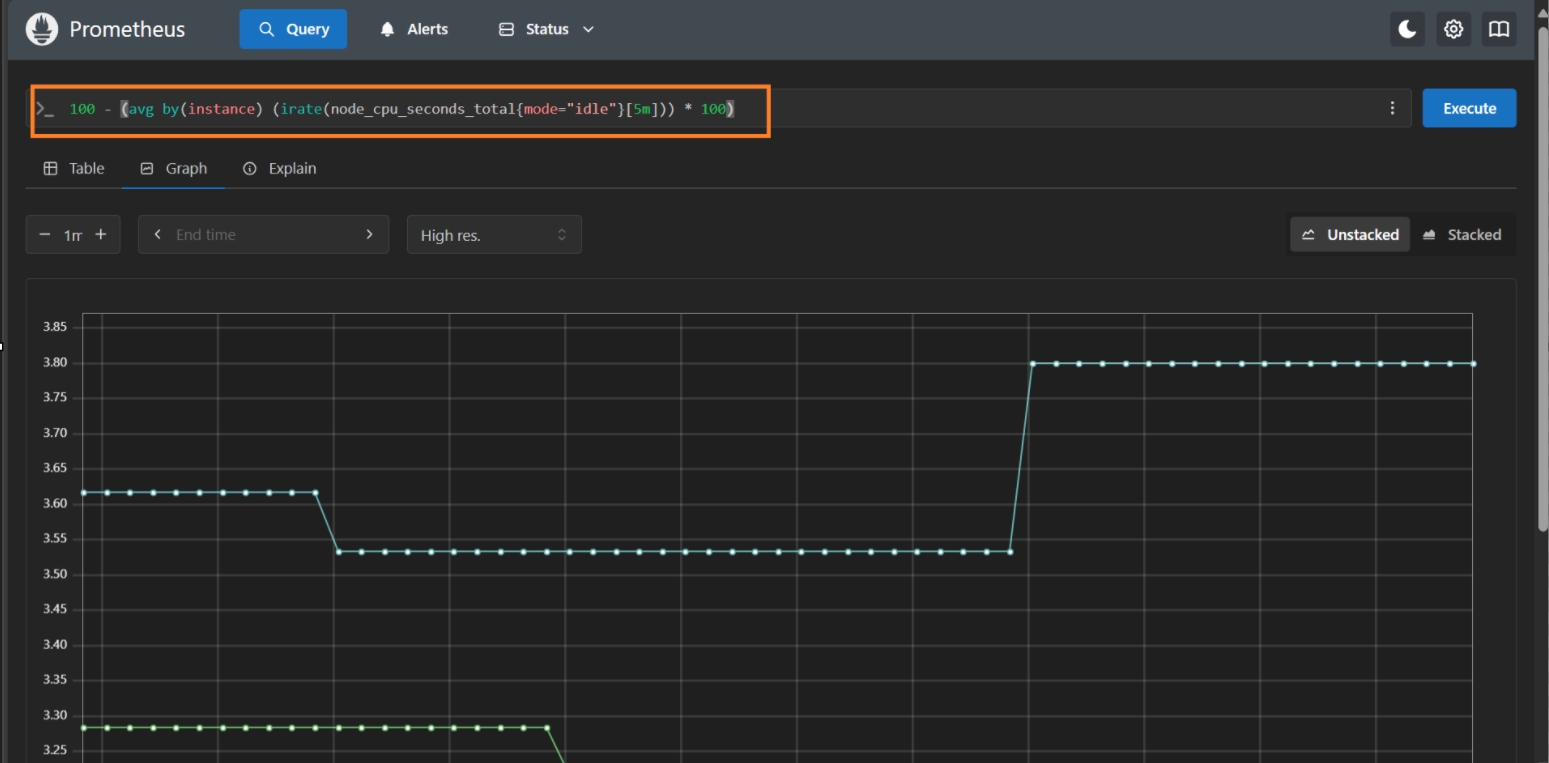 Prometheus Query Alerts Status
>_ 100 - (avg by(instance) (irate(node_cpu_seconds_total{mode="idle"}[5m])) * 100)
Execute
Table Graph Explain
− 1m + End time High res. Unstacked Stacked
3.85
3.80
3.75
3.70
3.65
3.60
3.55
3.50
3.45
3.40
3.35
3.30
3.25